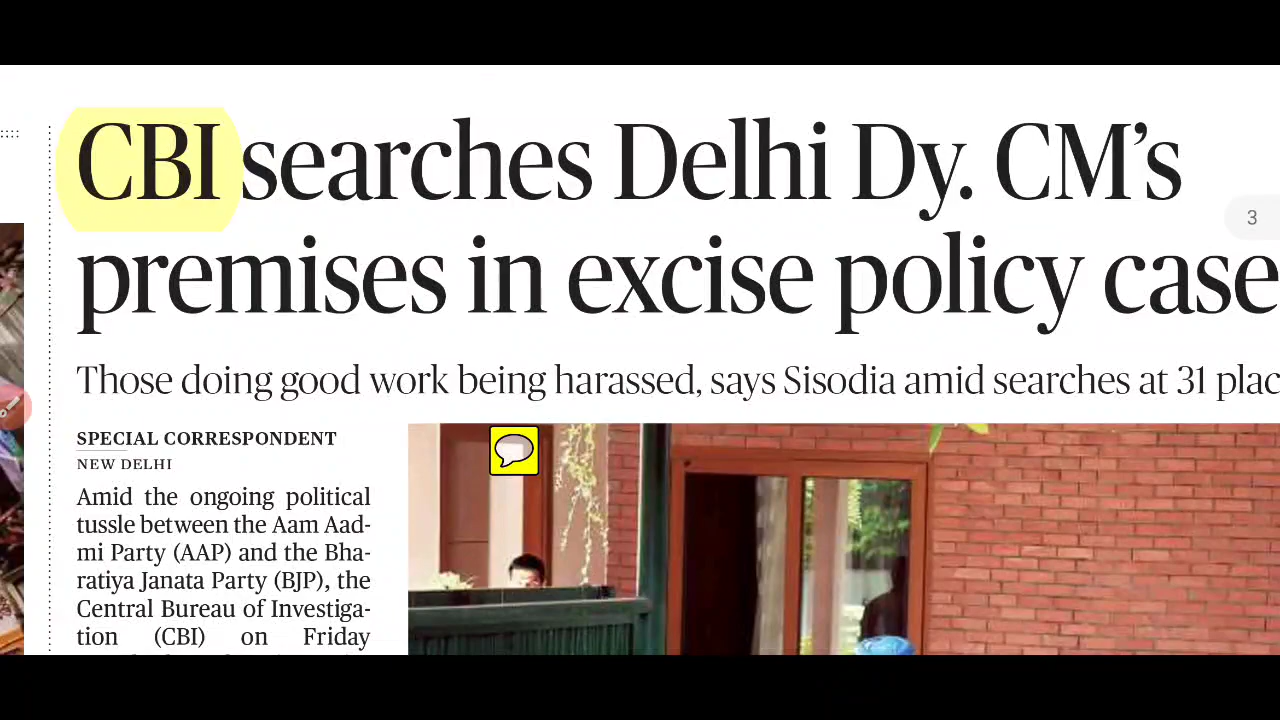 CBI searches Delhi Dy. CM’s
premises in excise policy case
3
Those doing good work being harassed, says Sisodia amid searches at 31
SPECIAL CORRESPONDENT
NEW DELHI
Amid the ongoing political
tussle between the Aam Aad-
mi Party (AAP) and the Bha-
ratiya Janata Party (BJP), the
Central Bureau of Investiga-
tion (CBI) on Friday